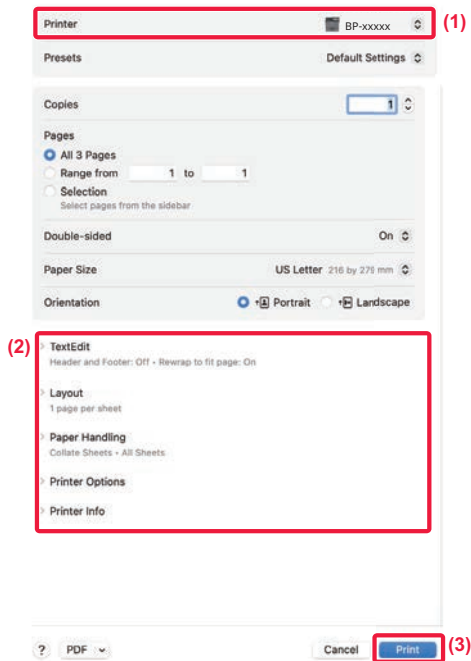 Printer BP-xxxxx (1)
Presets Default Settings
Copies 1
Pages
All 3 Pages
Range from 1 to 1
Selection
Select pages from the sidebar
Double-sided On
Paper Size US Letter 216 by 279 mm
Orientation Portrait Landscape
(2)
TextEdit
Header and Footer: Off • Rewrap to fit page: On
Layout
1 page per sheet
Paper Handling
Collate Sheets • All Sheets
Printer Options
Printer Info
? PDF Cancel Print (3)